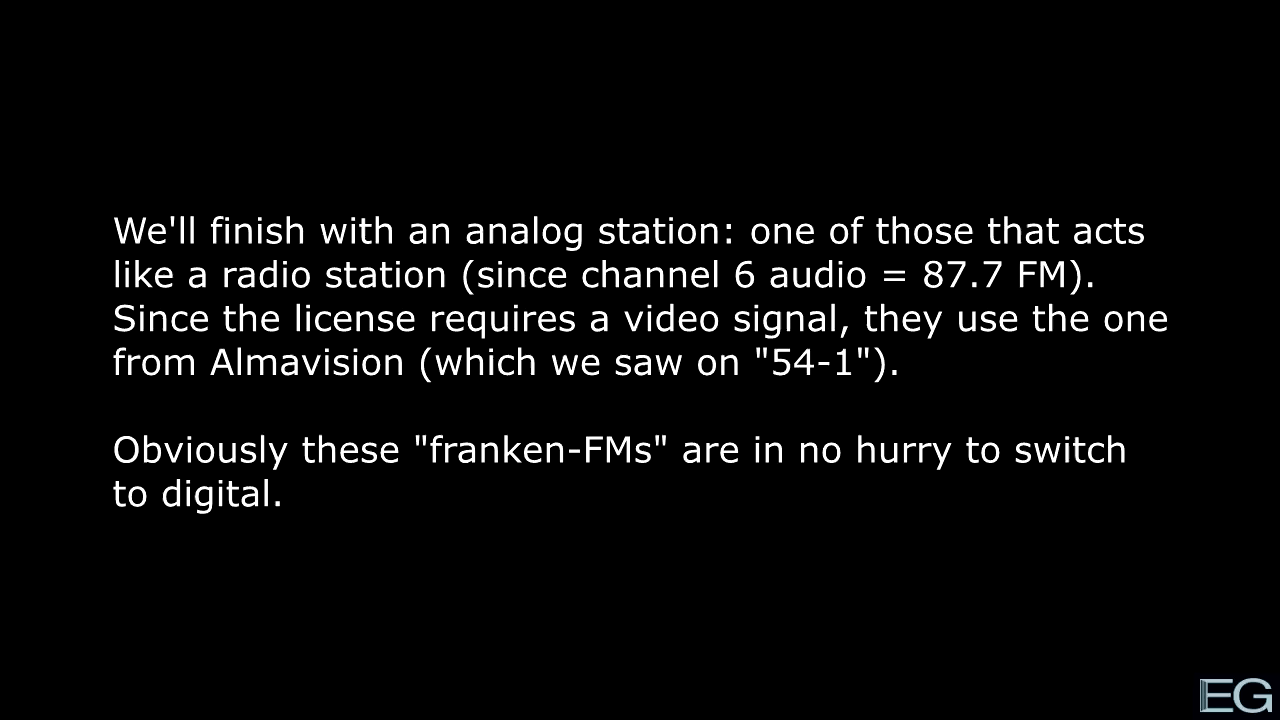 We'll finish with an analog station: one of those that acts
like a radio station (since channel 6 audio = 87.7 FM).
Since the license requires a video signal, they use the one
from Almavision (which we saw on "54-1").
Obviously these "franken-FMs" are in no hurry to switch
to digital.
EG